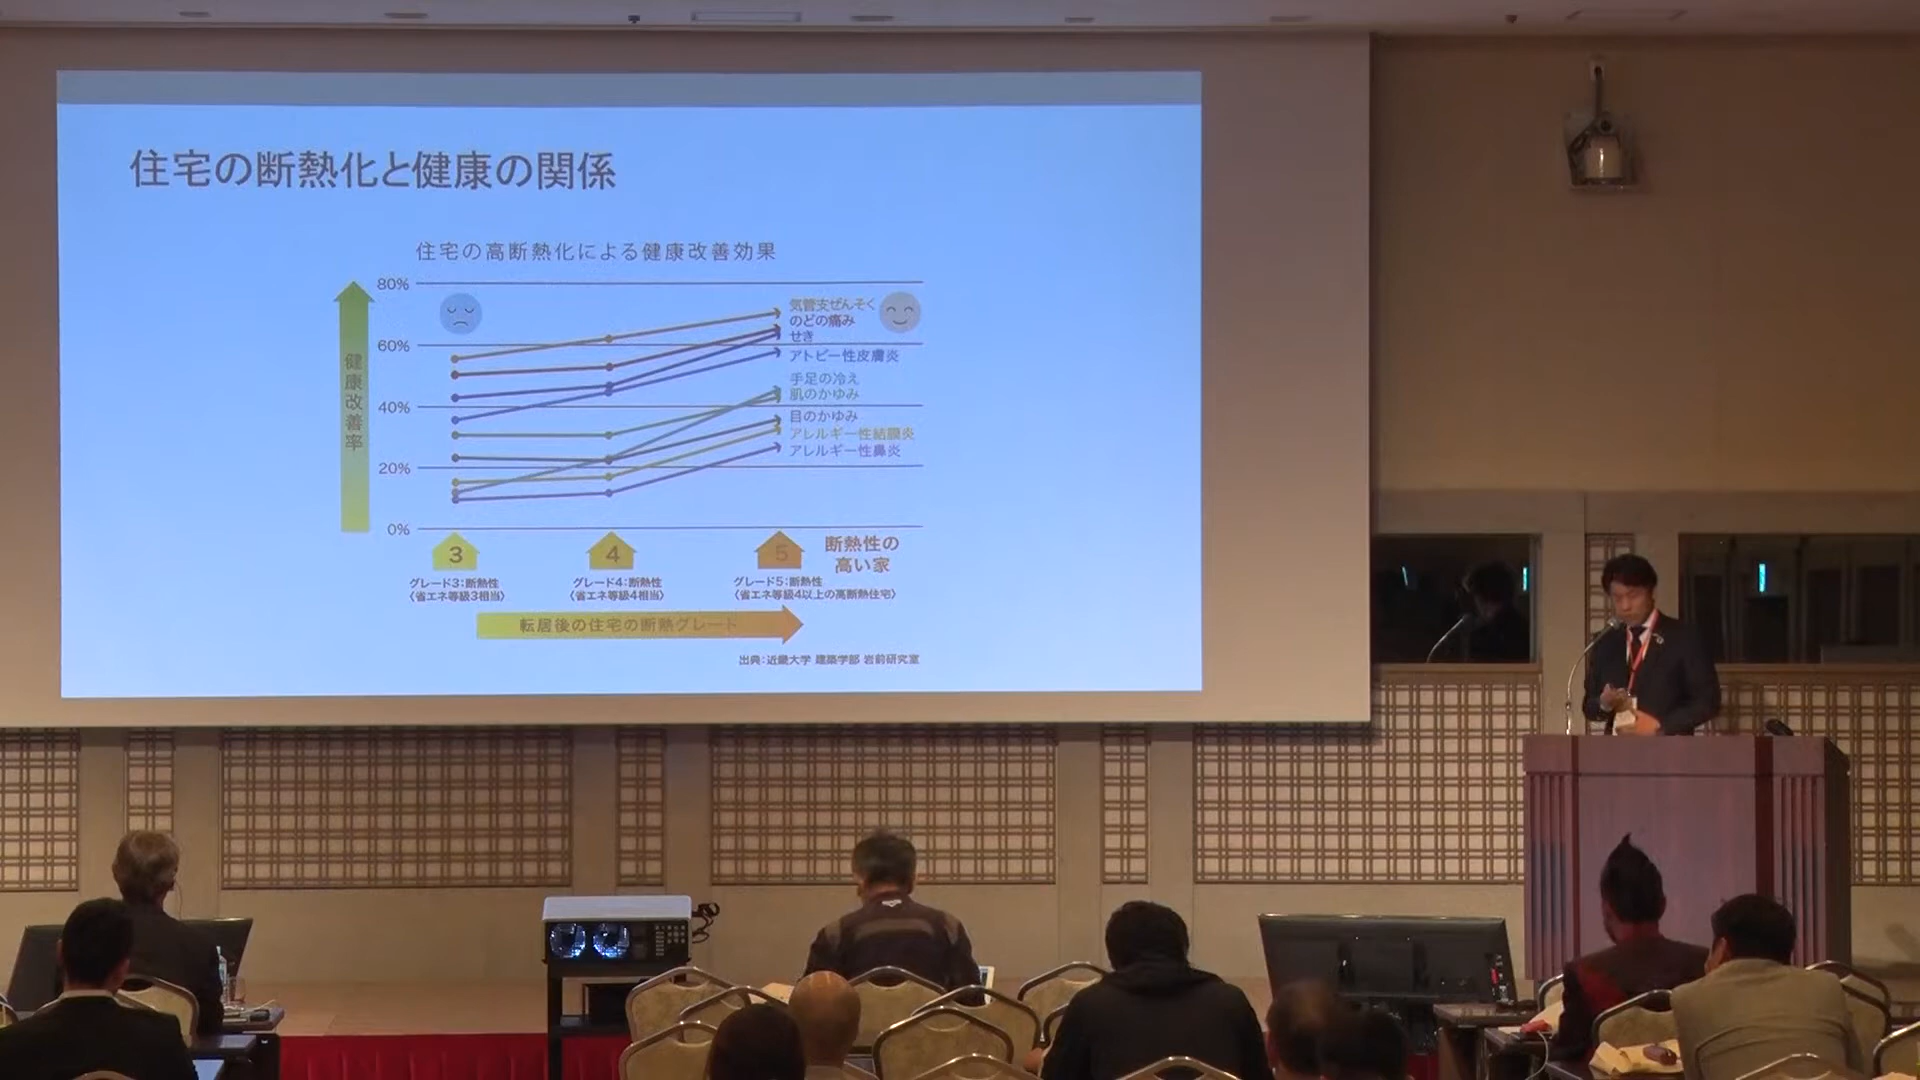 住宅の断熱化と健康の関係
住宅の高断熱化による健康改善効果
健康改善率
80%
60%
40%
20%
0%
気管支ぜんそく
のどの痛み
せき
アトピー性皮膚炎
手足の冷え
肌のかゆみ
目のかゆみ
アレルギー性結膜炎
アレルギー性鼻炎
3
4
5
断熱性の
高い家
グレード3:断熱性
(省エネ等級3相当)
グレード4:断熱性
(省エネ等級4相当)
グレード5:断熱性
(省エネ等級4以上の高断熱住宅)
転居後の住宅の断熱グレード
出典:近畿大学 建築学部 岩前研究室